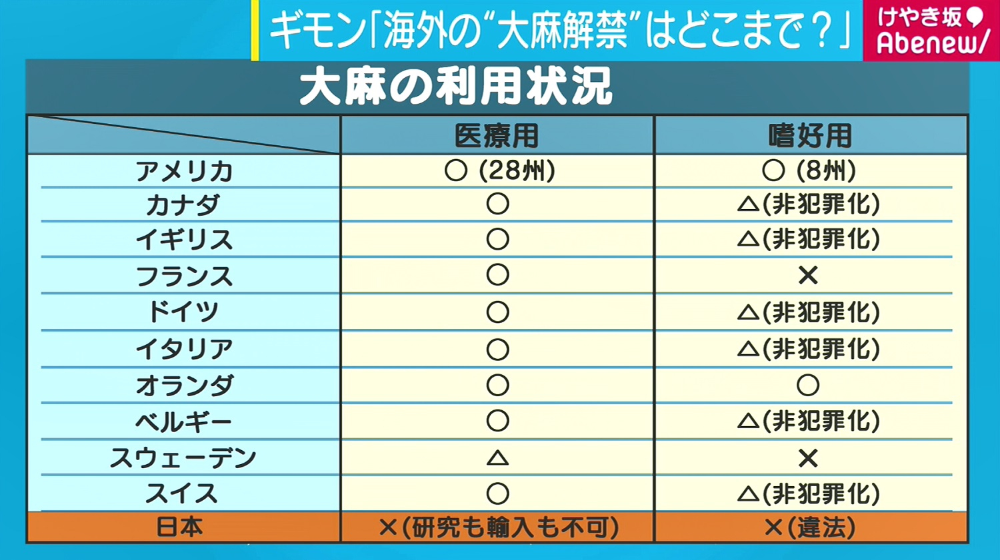 ギモン「海外の“大麻解禁”はどこまで？」
けやき坂
Abenew/
大麻の利用状況
医療用 嗜好用
アメリカ ○ (28州) ○ (8州)
カナダ ○ △(非犯罪化)
イギリス ○ △(非犯罪化)
フランス ○ ×
ドイツ ○ △(非犯罪化)
イタリア ○ △(非犯罪化)
オランダ ○ ○
ベルギー ○ △(非犯罪化)
スウェーデン △ ×
スイス ○ △(非犯罪化)
日本 ×(研究も輸入も不可) ×(違法)